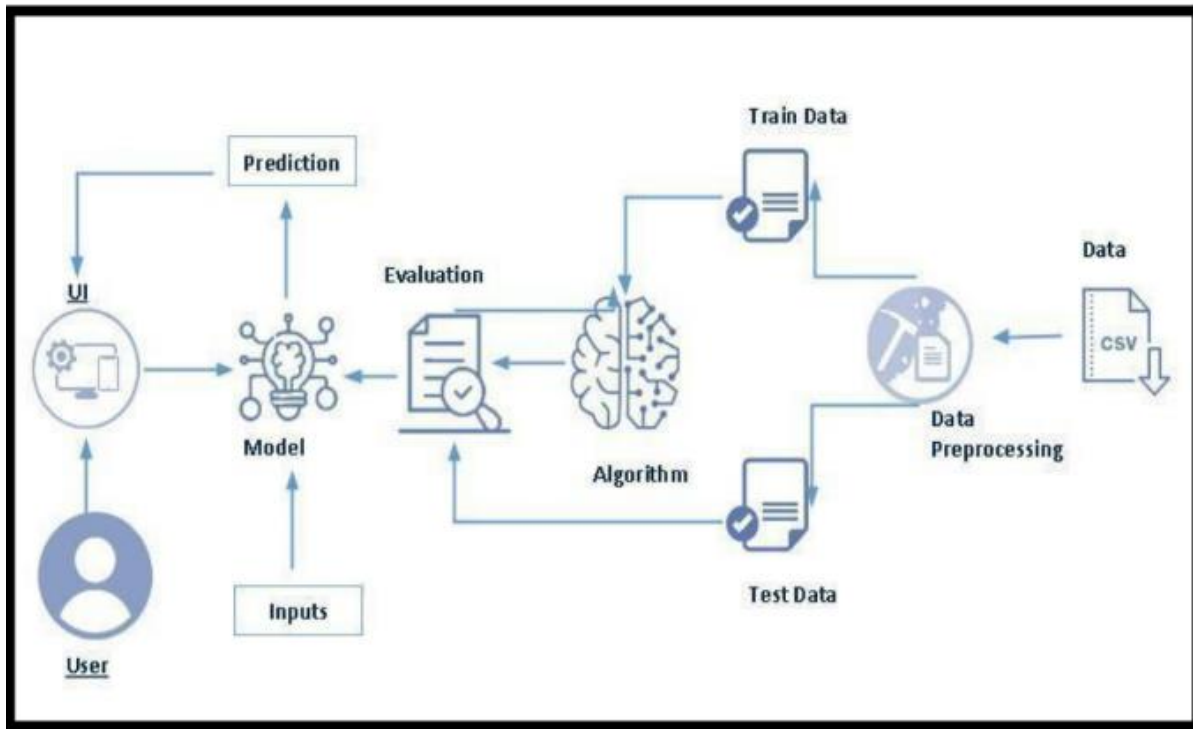 Train Data
Prediction
Data
Evaluation
UI
CSV
Model
Data
Preprocessing
Algorithm
Inputs
Test Data
User